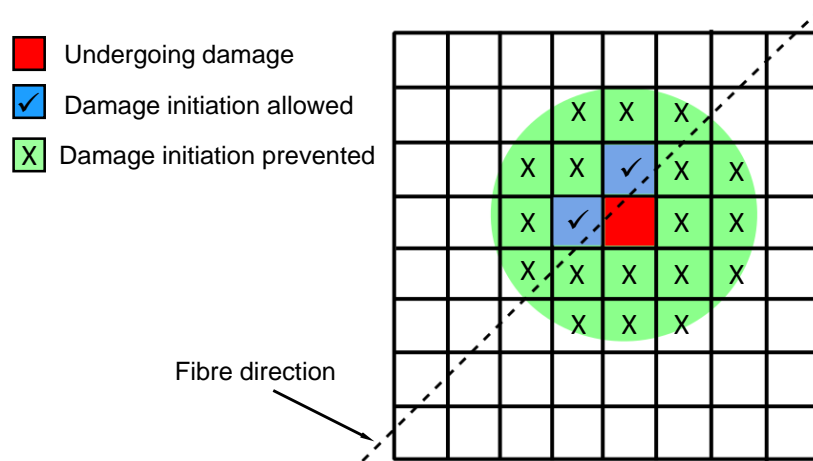 Undergoing damage
✓ Damage initiation allowed
X Damage initiation prevented
X X X
X X ✓ X X
X ✓ X X
X X X X X
X X X
Fibre direction